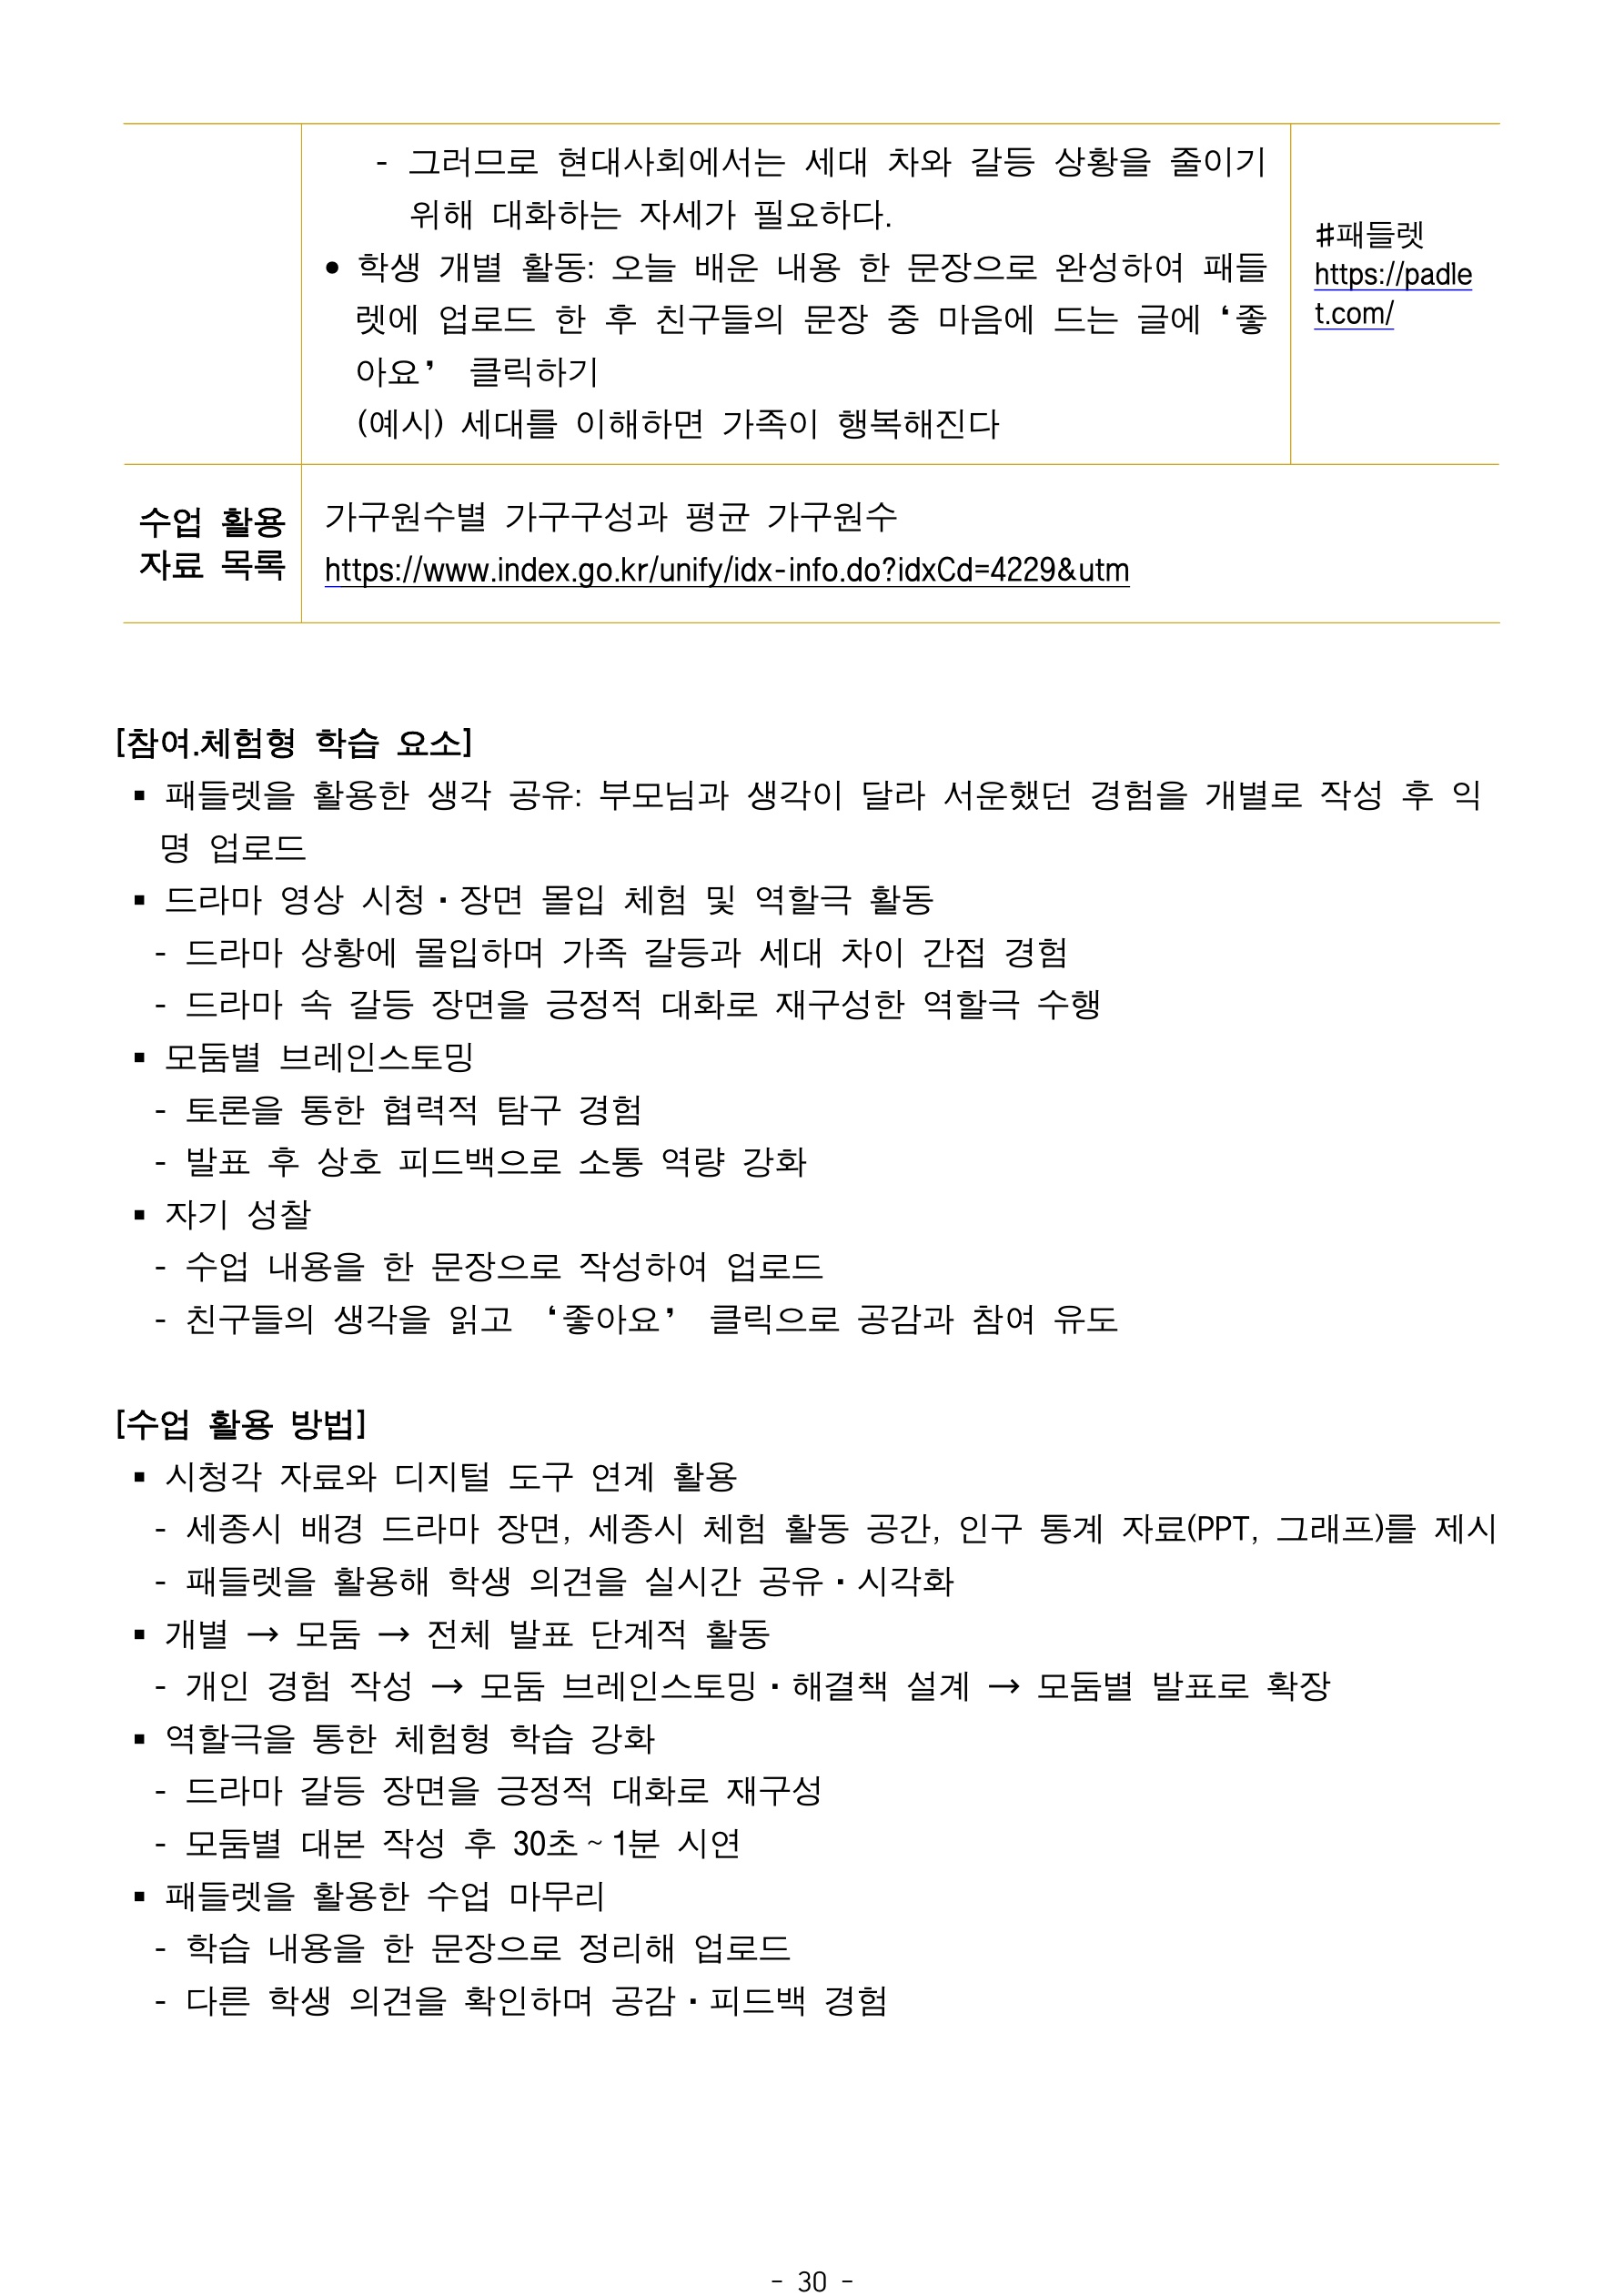 - 그러므로 현대사회에서는 세대 차와 갈등 상황을 줄이기
위해 대화하는 자세가 필요하다.
• 학생 개별 활동: 오늘 배운 내용 한 문장으로 완성하여 패들
렛에 업로드 한 후 친구들의 문장 중 마음에 드는 글에 ‘좋
아요’ 클릭하기
(예시) 세대를 이해하면 가족이 행복해진다
#패들렛
https://padle
t.com/
수업 활용
자료 목록
가구원수별 가구구성과 평균 가구원수
https://www.index.go.kr/unify/idx-info.do?idxCd=4229&utm
[참여.체험형 학습 요소]
▪ 패들렛을 활용한 생각 공유: 부모님과 생각이 달라 서운했던 경험을 개별로 작성 후 익
명 업로드
▪ 드라마 영상 시청·장면 몰입 체험 및 역할극 활동
- 드라마 상황에 몰입하며 가족 갈등과 세대 차이 간접 경험
- 드라마 속 갈등 장면을 긍정적 대화로 재구성한 역할극 수행
▪ 모둠별 브레인스토밍
- 토론을 통한 협력적 탐구 경험
- 발표 후 상호 피드백으로 소통 역량 강화
▪ 자기 성찰
- 수업 내용을 한 문장으로 작성하여 업로드
- 친구들의 생각을 읽고 ‘좋아요’ 클릭으로 공감과 참여 유도
[수업 활용 방법]
▪ 시청각 자료와 디지털 도구 연계 활용
- 세종시 배경 드라마 장면, 세종시 체험 활동 공간, 인구 통계 자료(PPT, 그래프)를 제시
- 패들렛을 활용해 학생 의견을 실시간 공유·시각화
▪ 개별 → 모둠 → 전체 발표 단계적 활동
- 개인 경험 작성 → 모둠 브레인스토밍·해결책 설계 → 모둠별 발표로 확장
▪ 역할극을 통한 체험형 학습 강화
- 드라마 갈등 장면을 긍정적 대화로 재구성
- 모둠별 대본 작성 후 30초~1분 시연
▪ 패들렛을 활용한 수업 마무리
- 학습 내용을 한 문장으로 정리해 업로드
- 다른 학생 의견을 확인하며 공감·피드백 경험
- 30 -